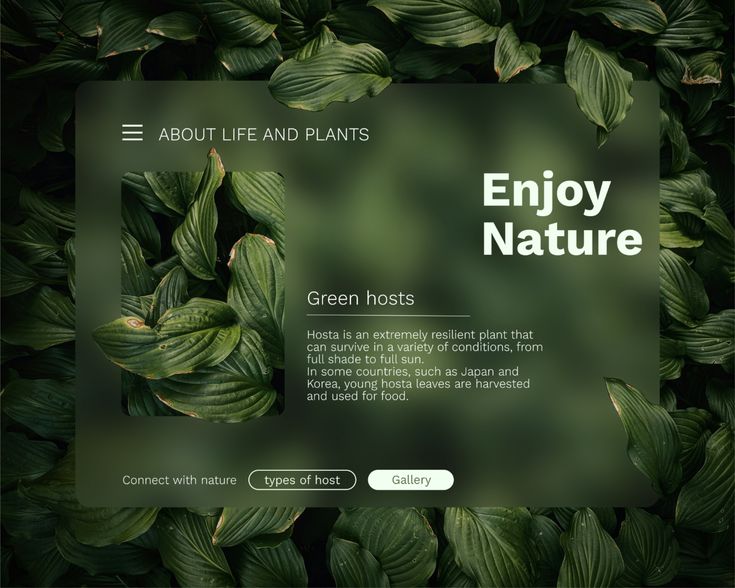 ABOUT LIFE AND PLANTS
Enjoy
Nature
Green hosts
Hosta is an extremely resilient plant that
can survive in a variety of conditions, from
full shade to full sun.
In some countries, such as Japan and
Korea, young hosta leaves are harvested
and used for food.
Connect with nature
types of host
Gallery